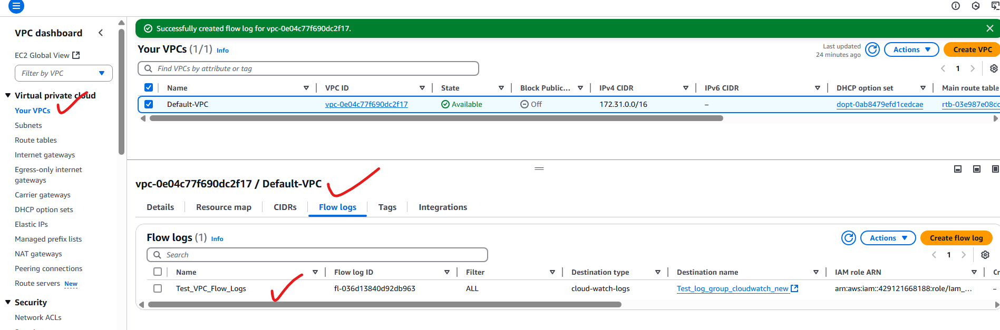 Successfully created flow log for vpc-0e04c77f690dc2f17.
VPC dashboard
EC2 Global View
Filter by VPC
Virtual private cloud
Your VPCs
Subnets
Route tables
Internet gateways
Egress-only internet
gateways
Carrier gateways
DHCP option sets
Elastic IPs
Managed prefix lists
NAT gateways
Peering connections
Route servers New
Security
Network ACLs
Your VPCs (1/1) Info
Last updated
24 minutes ago
Actions
Create VPC
Find VPCs by attribute or tag
1
Name VPC ID State Block Public... IPv4 CIDR IPv6 CIDR DHCP option set Main route table
Default-VPC vpc-0e04c77f690dc2f17 Available Off 172.31.0.0/16 – dopt-0ab8479efd1cedcae rtb-03e987e08dc
vpc-0e04c77f690dc2f17 / Default-VPC
Details Resource map CIDRs Flow logs Tags Integrations
Flow logs (1) Info
Actions
Create flow log
Search
1
Name Flow log ID Filter Destination type Destination name IAM role ARN Cr
Test_VPC_Flow_Logs fl-036d13840d92db963 ALL cloud-watch-logs Test_log_group_cloudwatch_new arn:aws:iam::429121668188:role/Iam_... –